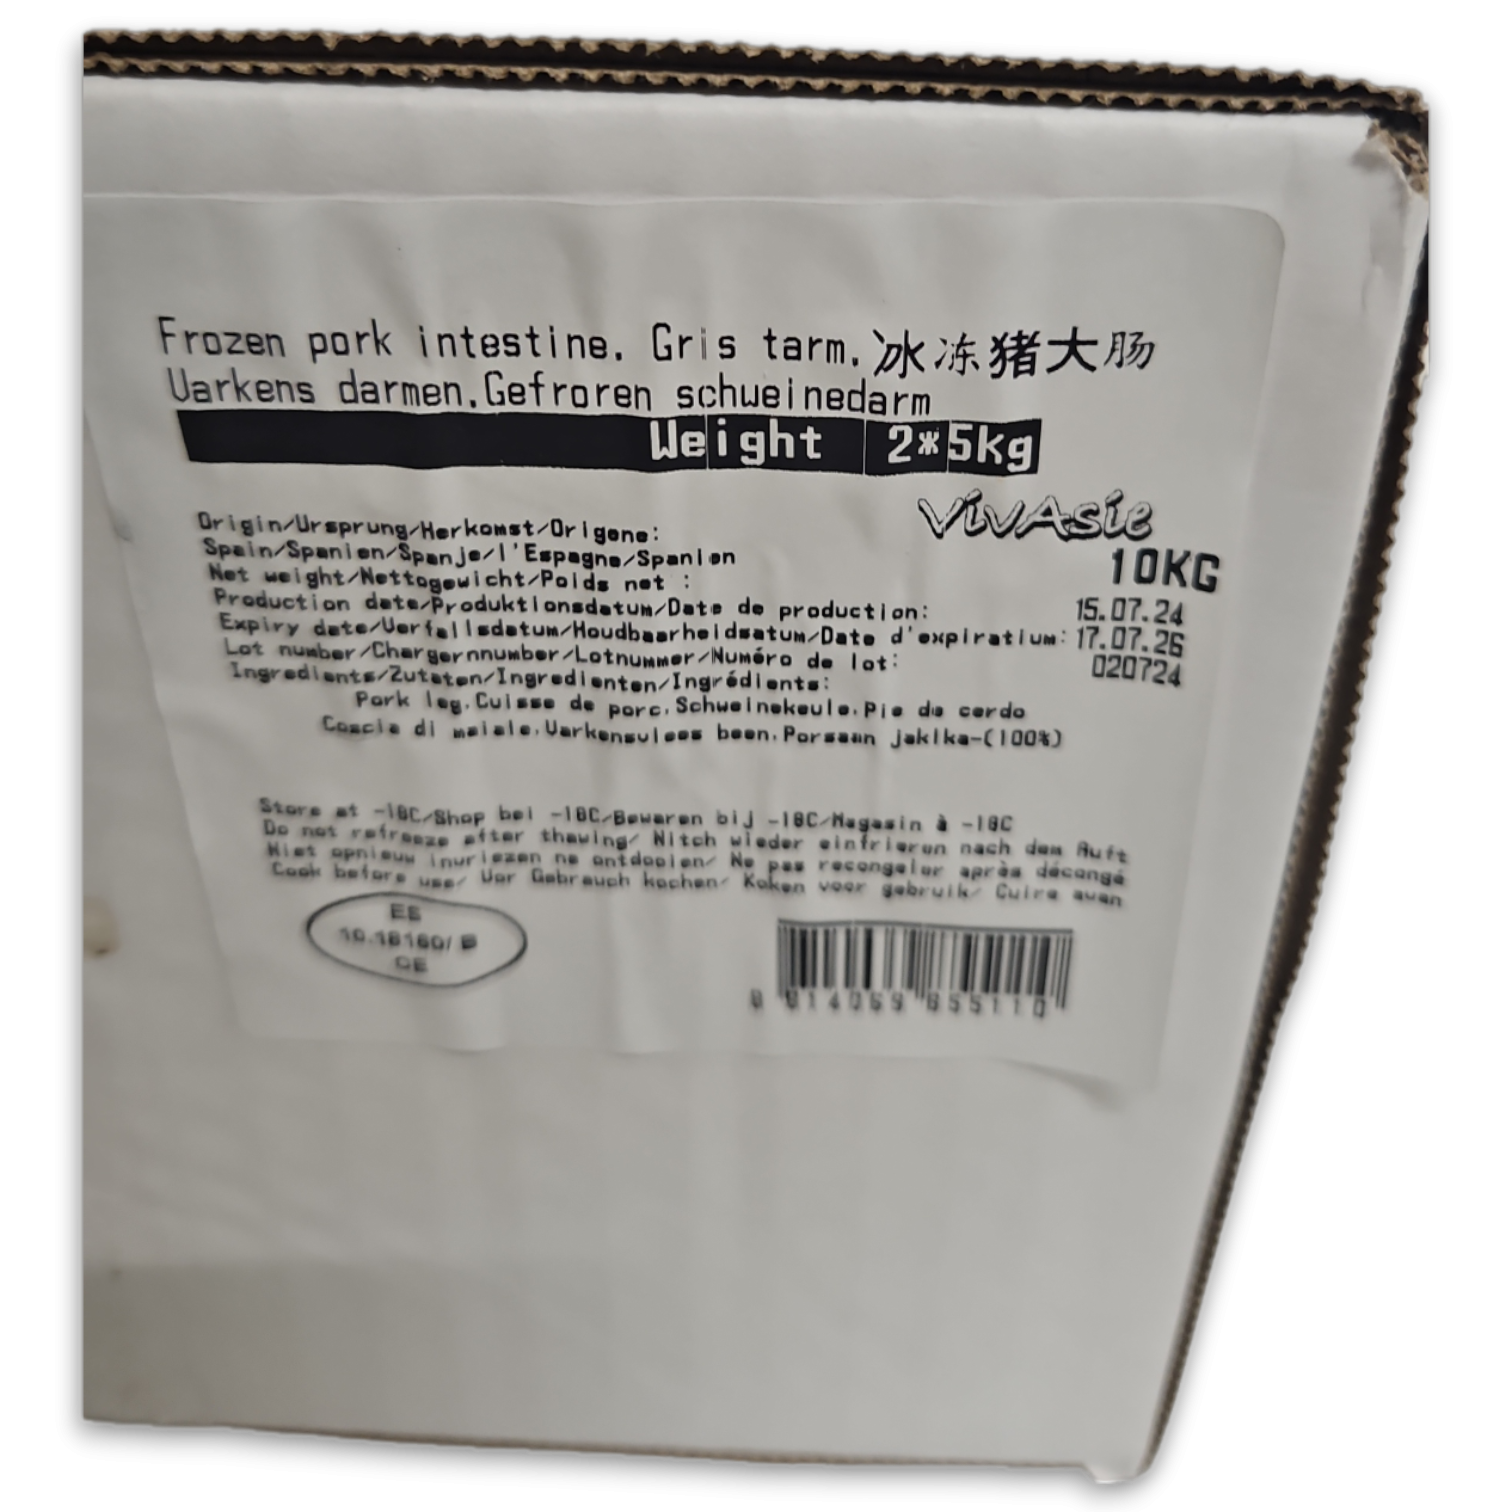 Frozen pork intestine. Gris tarm. 冰冻猪大肠
Varkens darmen.Gefroren schweinedarm
Weight 2*5kg
VivAsie
Origin/Ursprung/Herkomst/Origene:
Spain/Spanien/Spanje/l'Espagne/Spanien
10KG
Net weight/Nettogewicht/Poids net :
Production date/Produktionsdatum/Date de production: 15.07.24
Expiry date/Verfallsdatum/Houdbaarheidsatum/Date d'expiratium: 17.07.26
Lot number/Chargernnumber/Lotnummer/Numéro de lot: 020724
Ingredients/Zutaten/Ingredienten/Ingrédients:
Pork leg.Cuisse de porc.Schweinekeule.Pie de cerdo
Coscia di maiale.Varkensvlees been.Porsaan jaklka-(100%)
Store at -18C/Shop bei -18C/Bewaren bij -18C/Magasin à -18C
Do not refreeze after thawing/ Nitch wieder einfrieren nach dem Auft
Niet opnieuw invriezen na ontdooien/ Ne pas recongeler après décongé
Cook before use/ Vor Gebrauch kochen/ Koken voor gebruik/ Cuire avan
ES
10.16160/ B
CE